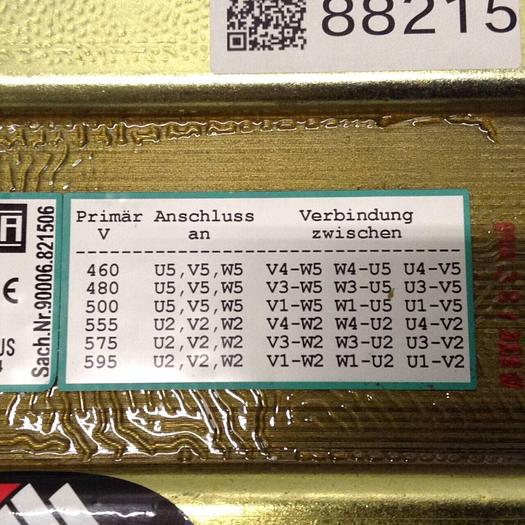 88215
Primär Anschluss Verbindung
V an zwischen
460 U5,V5,W5 V4-W5 W4-U5 U4-V5
480 U5,V5,W5 V3-W5 W3-U5 U3-V5
500 U5,V5,W5 V1-W5 W1-U5 U1-V5
555 U2,V2,W2 V4-W2 W4-U2 U4-V2
575 U2,V2,W2 V3-W2 W3-U2 U3-V2
595 U2,V2,W2 V1-W2 W1-U2 U1-V2
Sach.Nr.90006.821506
CE
US